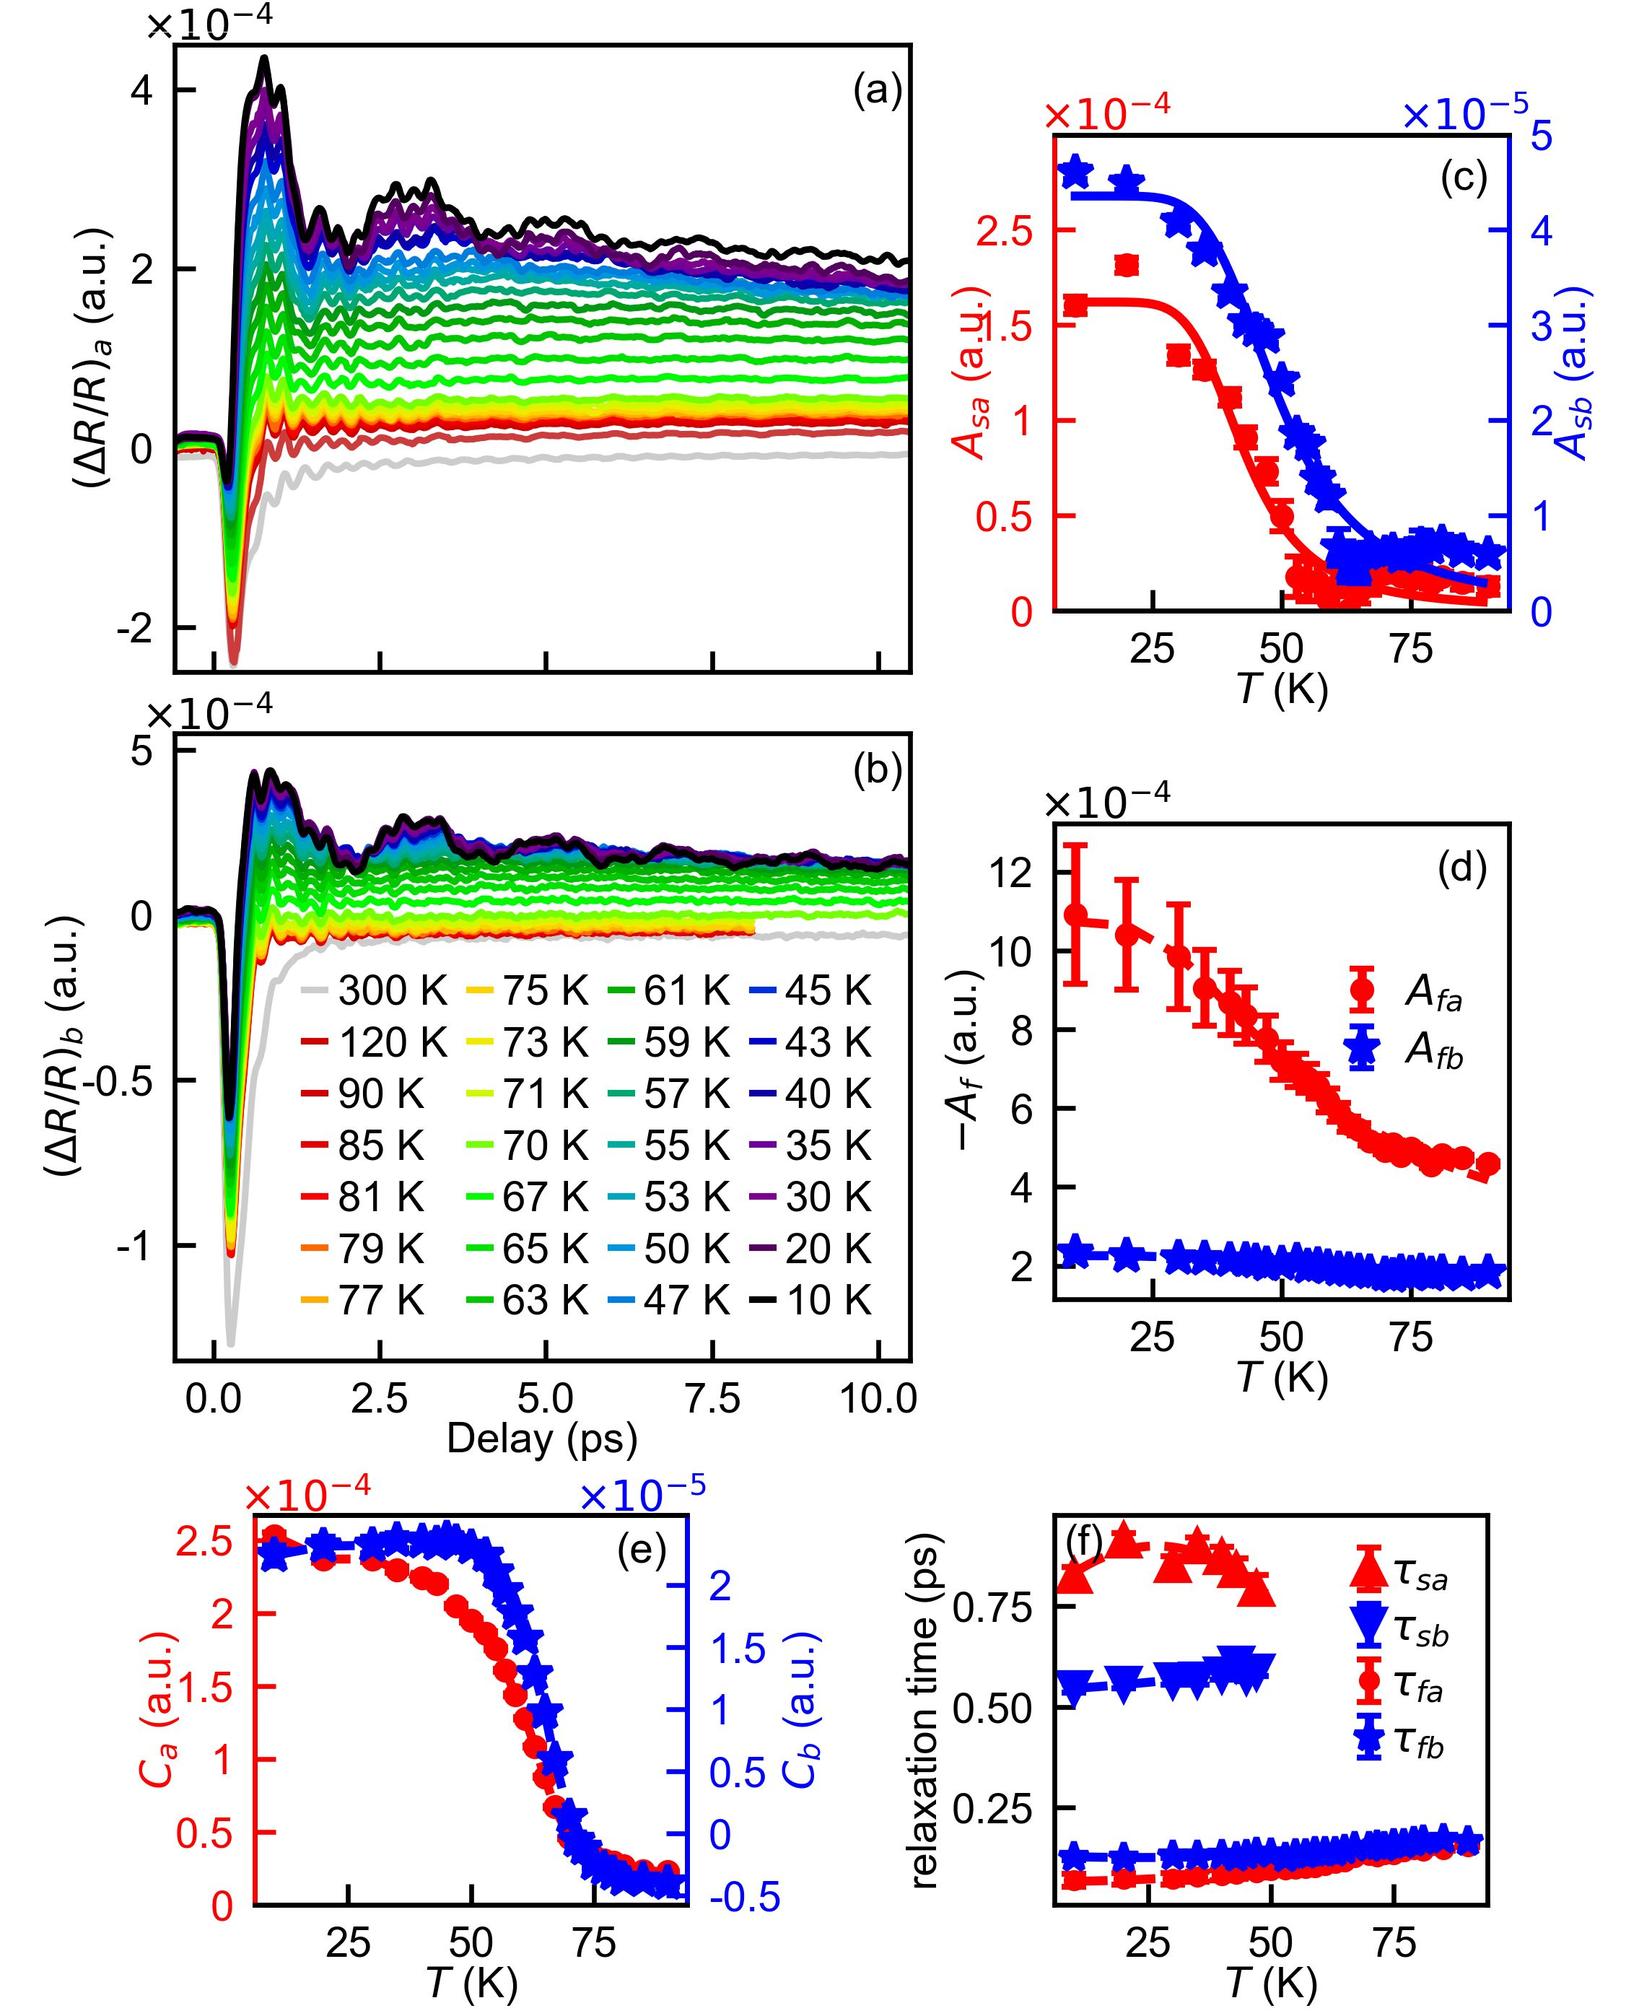 ×10−4
(a)
4
2
0
-2
(ΔR/R)a (a.u.)
×10−4
(b)
5
0
-0.5
-1
(ΔR/R)b (a.u.)
300 K 75 K 61 K 45 K
120 K 73 K 59 K 43 K
90 K 71 K 57 K 40 K
85 K 70 K 55 K 35 K
81 K 67 K 53 K 30 K
79 K 65 K 50 K 20 K
77 K 63 K 47 K 10 K
0.0 2.5 5.0 7.5 10.0
Delay (ps)
×10−4 ×10−5
(c)
2.5
1.5
1
0.5
0
Asa (a.u.)
5
4
3
2
1
0
Asb (a.u.)
25 50 75
T (K)
×10−4
(d)
12
10
8
6
4
2
−Af (a.u.)
Afa
Afb
25 50 75
T (K)
×10−4 ×10−5
(e)
2.5
2
1.5
1
0.5
0
Ca (a.u.)
2
1.5
1
0.5
0
-0.5
Cb (a.u.)
25 50 75
T (K)
(f)
0.75
0.50
0.25
relaxation time (ps)
τsa
τsb
τfa
τfb
25 50 75
T (K)